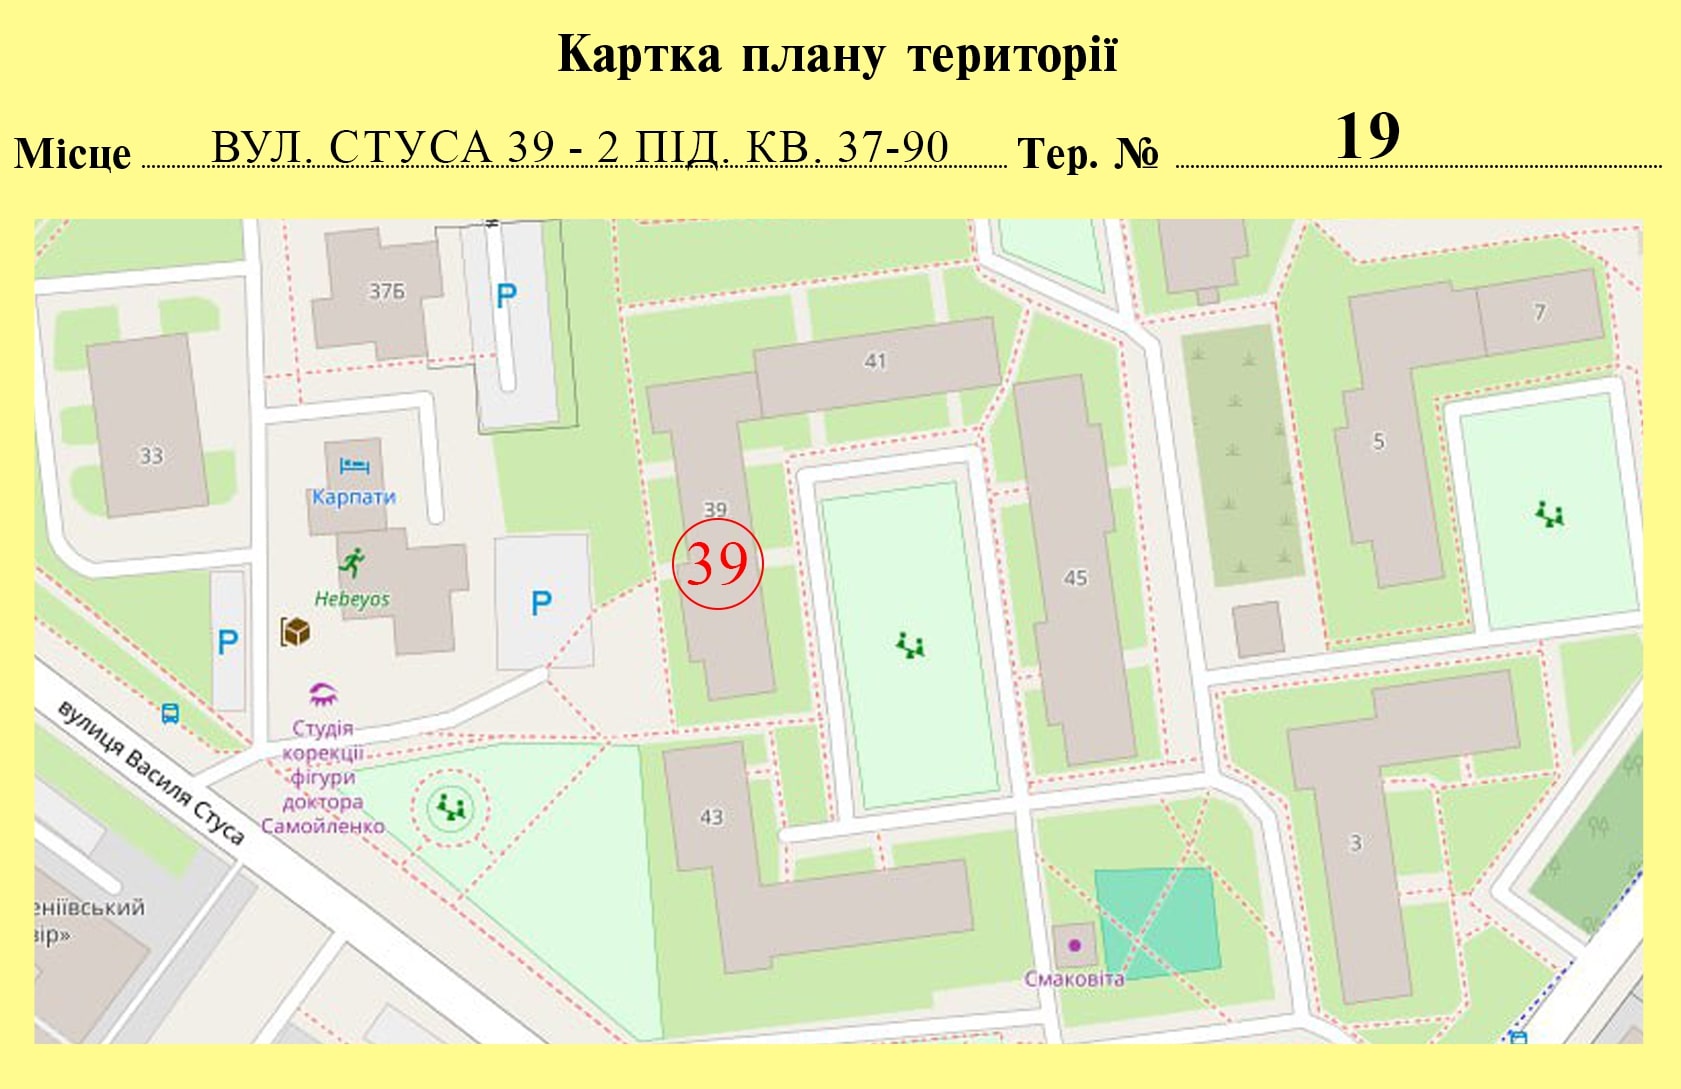 Картка плану території
Місце ВУЛ. СТУСА 39 - 2 ПІД. КВ. 37-90 Тер. № 19
37Б
P
7
41
33
5
Карпати
39
39
45
Hebeyos
P
P
Студія
корекції
фігури
доктора
Самойленко
вулиця Василя Стуса
43
3
еніївський
вір»
Смаковіта